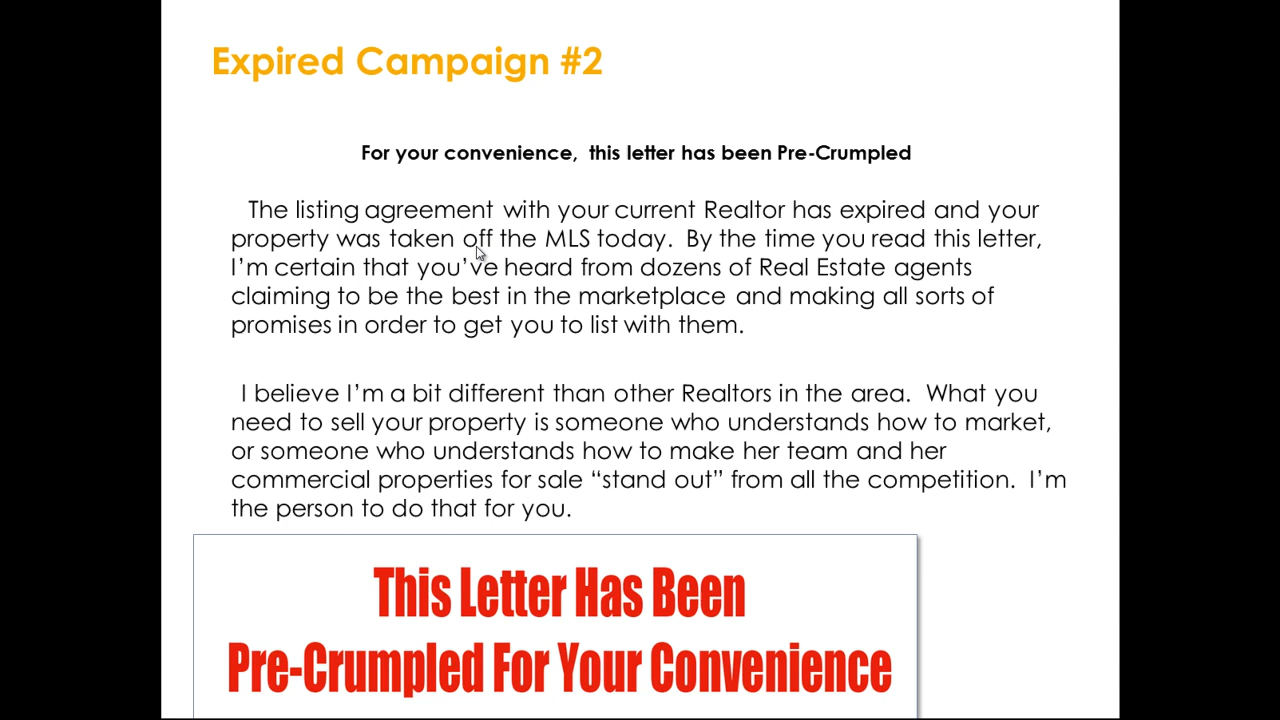 Expired Campaign #2
For your convenience,  this letter has been Pre-Crumpled
The listing agreement with your current Realtor has expired and your
property was taken off the MLS today.  By the time you read this letter,
I’m certain that you’ve heard from dozens of Real Estate agents
claiming to be the best in the marketplace and making all sorts of
promises in order to get you to list with them.
I believe I’m a bit different than other Realtors in the area.  What you
need to sell your property is someone who understands how to market,
or someone who understands how to make her team and her
commercial properties for sale “stand out” from all the competition.  I’m
the person to do that for you.
This Letter Has Been
Pre-Crumpled For Your Convenience